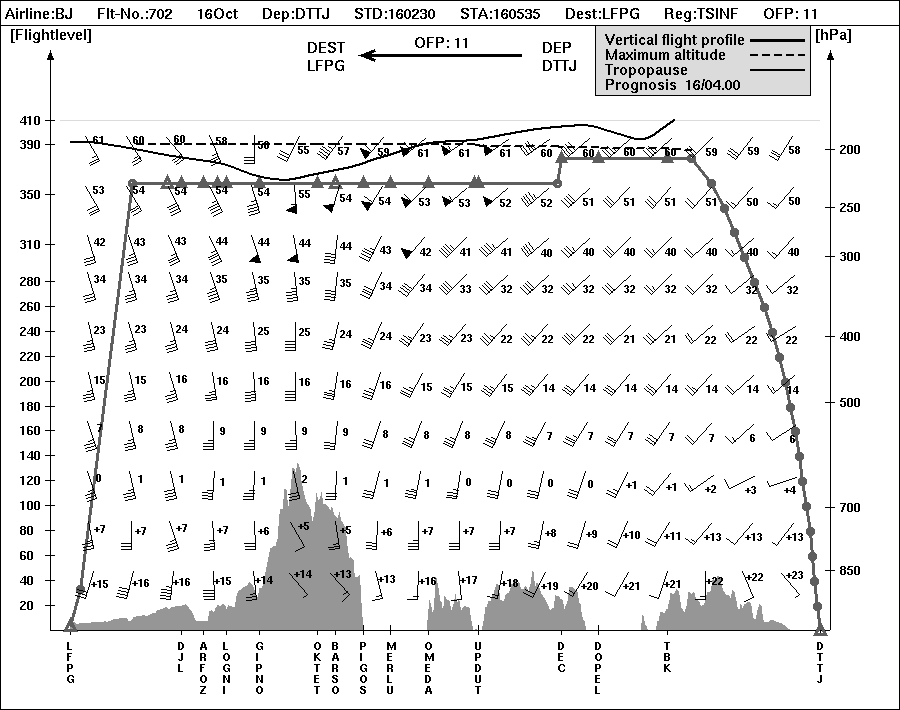 Airline:BJ Flt-No.:702 16Oct Dep:DTTJ STD:160230 STA:160535 Dest:LFPG Reg:TSINF OFP: 11
[Flightlevel] [hPa]
DEST OFP: 11 DEP
LFPG DTTJ
Vertical flight profile
Maximum altitude
Tropopause
Prognosis 16/04.00
410
390 61 60 60 58 55 57 59 61 61 61 60 60 60 60 60 59 59 58 200
350 53 54 54 54 54 55 54 54 53 53 52 52 51 51 51 51 50 50 250
310 42 43 43 44 44 44 44 43 42 41 41 40 40 40 40 40 40 40 300
280 34 34 34 35 35 35 35 34 34 33 32 32 32 32 32 32 32 32
260
240 23 23 24 24 25 25 24 24 23 23 22 22 22 21 21 22 22 22 400
220
200 15 15 16 16 16 16 16 16 15 15 15 14 14 14 14 14 14 14
180 500
160
140 7 8 8 9 9 9 9 8 8 8 8 7 7 7 7 7 6 6
120
100 0 1 1 1 1 2 1 1 1 0 0 0 0 +1 +1 +2 +3 +4
80 700
60 +7 +7 +7 +7 +6 +5 +5 +6 +7 +7 +7 +8 +9 +10 +11 +13 +13 +13
40 850
20 +15 +16 +16 +15 +14 +14 +13 +13 +16 +17 +18 +19 +20 +21 +21 +22 +22 +23
LFPG DJL ARFOZ LOGNI GIPNO OKTET BARSO PIGOS MERLU OMEDA UPDUT DEC DOPEL TBK DTTJ